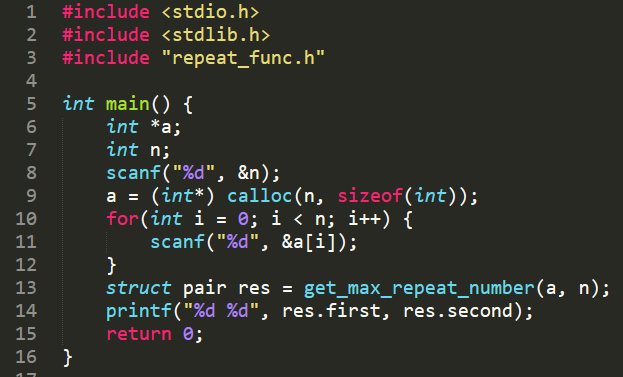 1 #include <stdio.h>
2 #include <stdlib.h>
3 #include "repeat_func.h"
4
5 int main() {
6     int *a;
7     int n;
8     scanf("%d", &n);
9     a = (int*) calloc(n, sizeof(int));
10     for(int i = 0; i < n; i++) {
11         scanf("%d", &a[i]);
12     }
13     struct pair res = get_max_repeat_number(a, n);
14     printf("%d %d", res.first, res.second);
15     return 0;
16 }
17